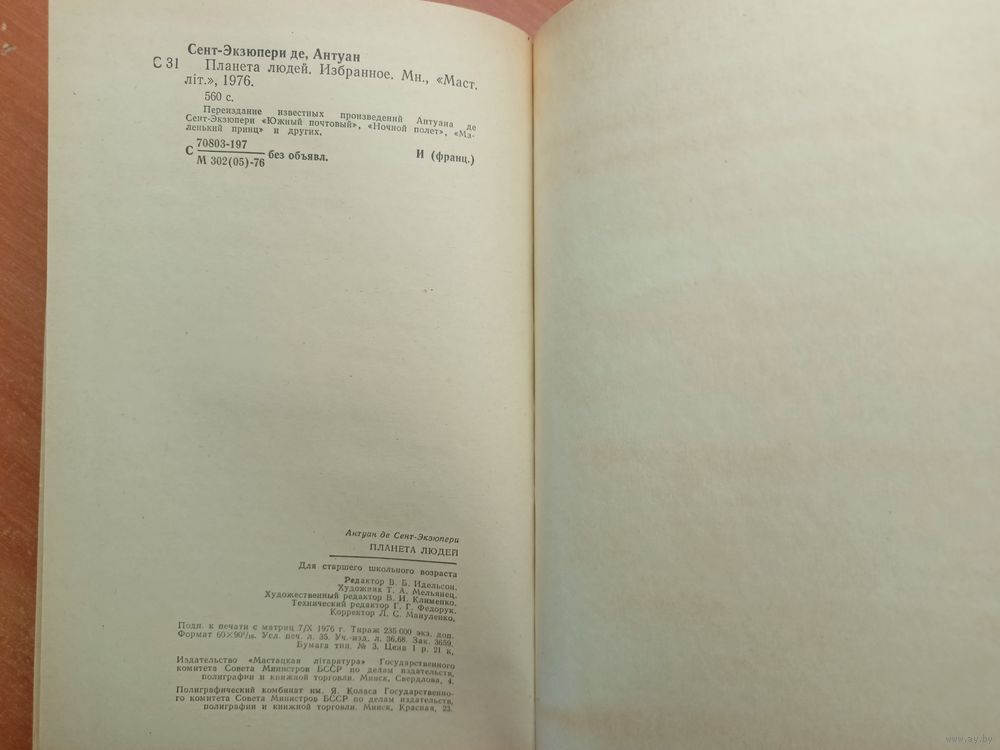 Сент-Экзюпери де, Антуан
С 31 Планета людей. Избранное. Мн., «Маст.
літ.», 1976.
560 с.
Переиздание известных произведений Антуана де
Сент-Экзюпери «Южный почтовый», «Ночной полет», «Ма-
ленький принц» и других.
70803-197
С без объявл. И (франц.)
М 302(05)-76
Антуан де Сент-Экзюпери
ПЛАНЕТА ЛЮДЕЙ
Для старшего школьного возраста
Редактор В. Б. Идельсон.
Художник Т. А. Мельянец.
Художественный редактор В. И. Клименко.
Технический редактор Г. Г. Федорук.
Корректор Л. С. Мануленко.
Подп. к печати с матриц 7/X 1976 г. Тираж 235 000 экз. доп.
Формат 60×90¹/₁₆. Усл. печ. л. 35. Уч.-изд. л. 36,68. Зак. 3659.
Бумага тип. № 3. Цена 1 р. 21 к.
Издательство «Мастацкая літаратура» Государственного
комитета Совета Министров БССР по делам издательств,
полиграфии и книжной торговли. Минск, Свердлова, 4.
Полиграфический комбинат им. Я. Коласа Государственно-
го комитета Совета Министров БССР по делам издательств,
полиграфии и книжной торговли. Минск, Красная, 23.
www.ay.by